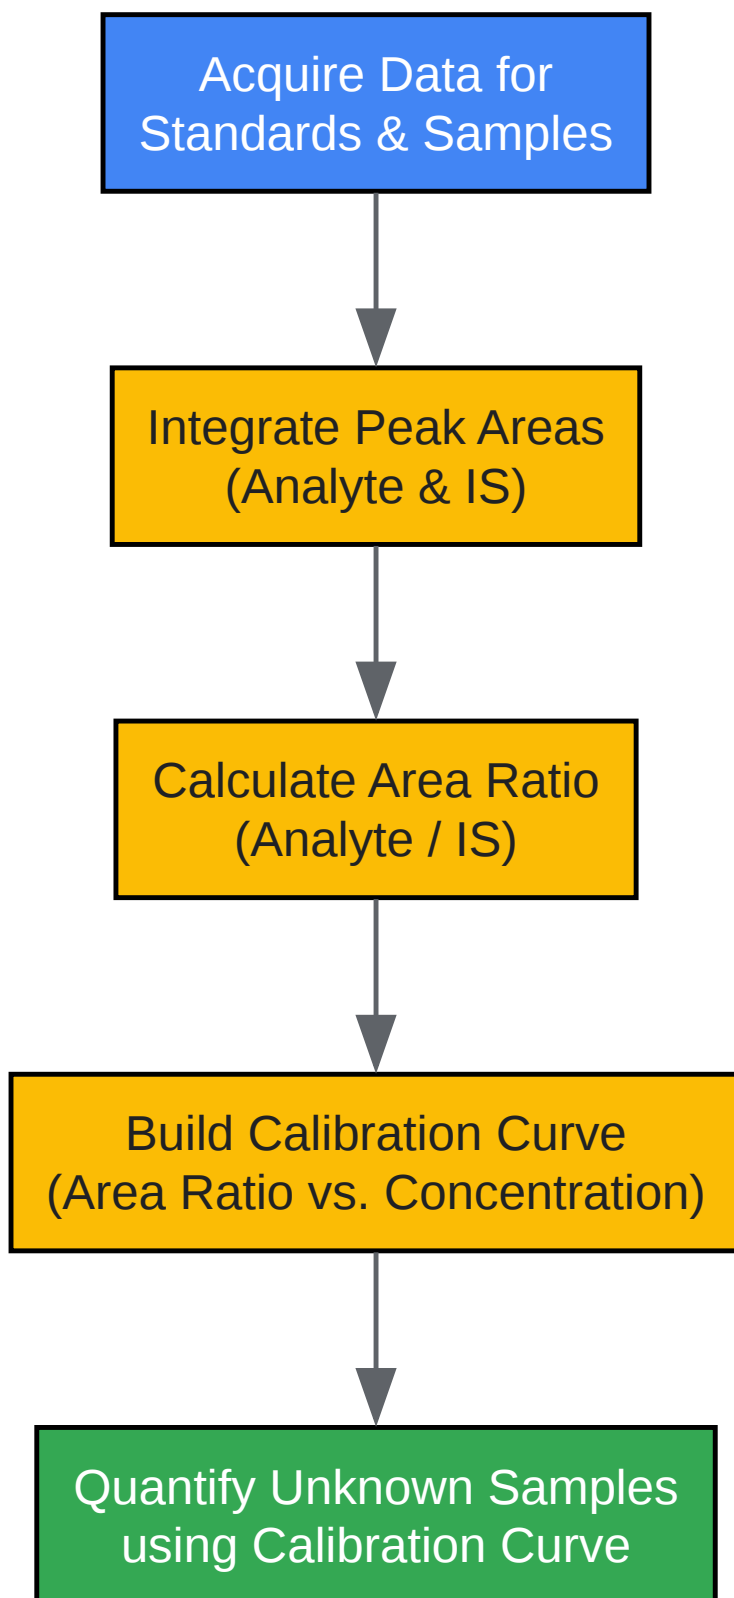 Acquire Data for
Standards & Samples
Integrate Peak Areas
(Analyte & IS)
Calculate Area Ratio
(Analyte / IS)
Build Calibration Curve
(Area Ratio vs. Concentration)
Quantify Unknown Samples
using Calibration Curve